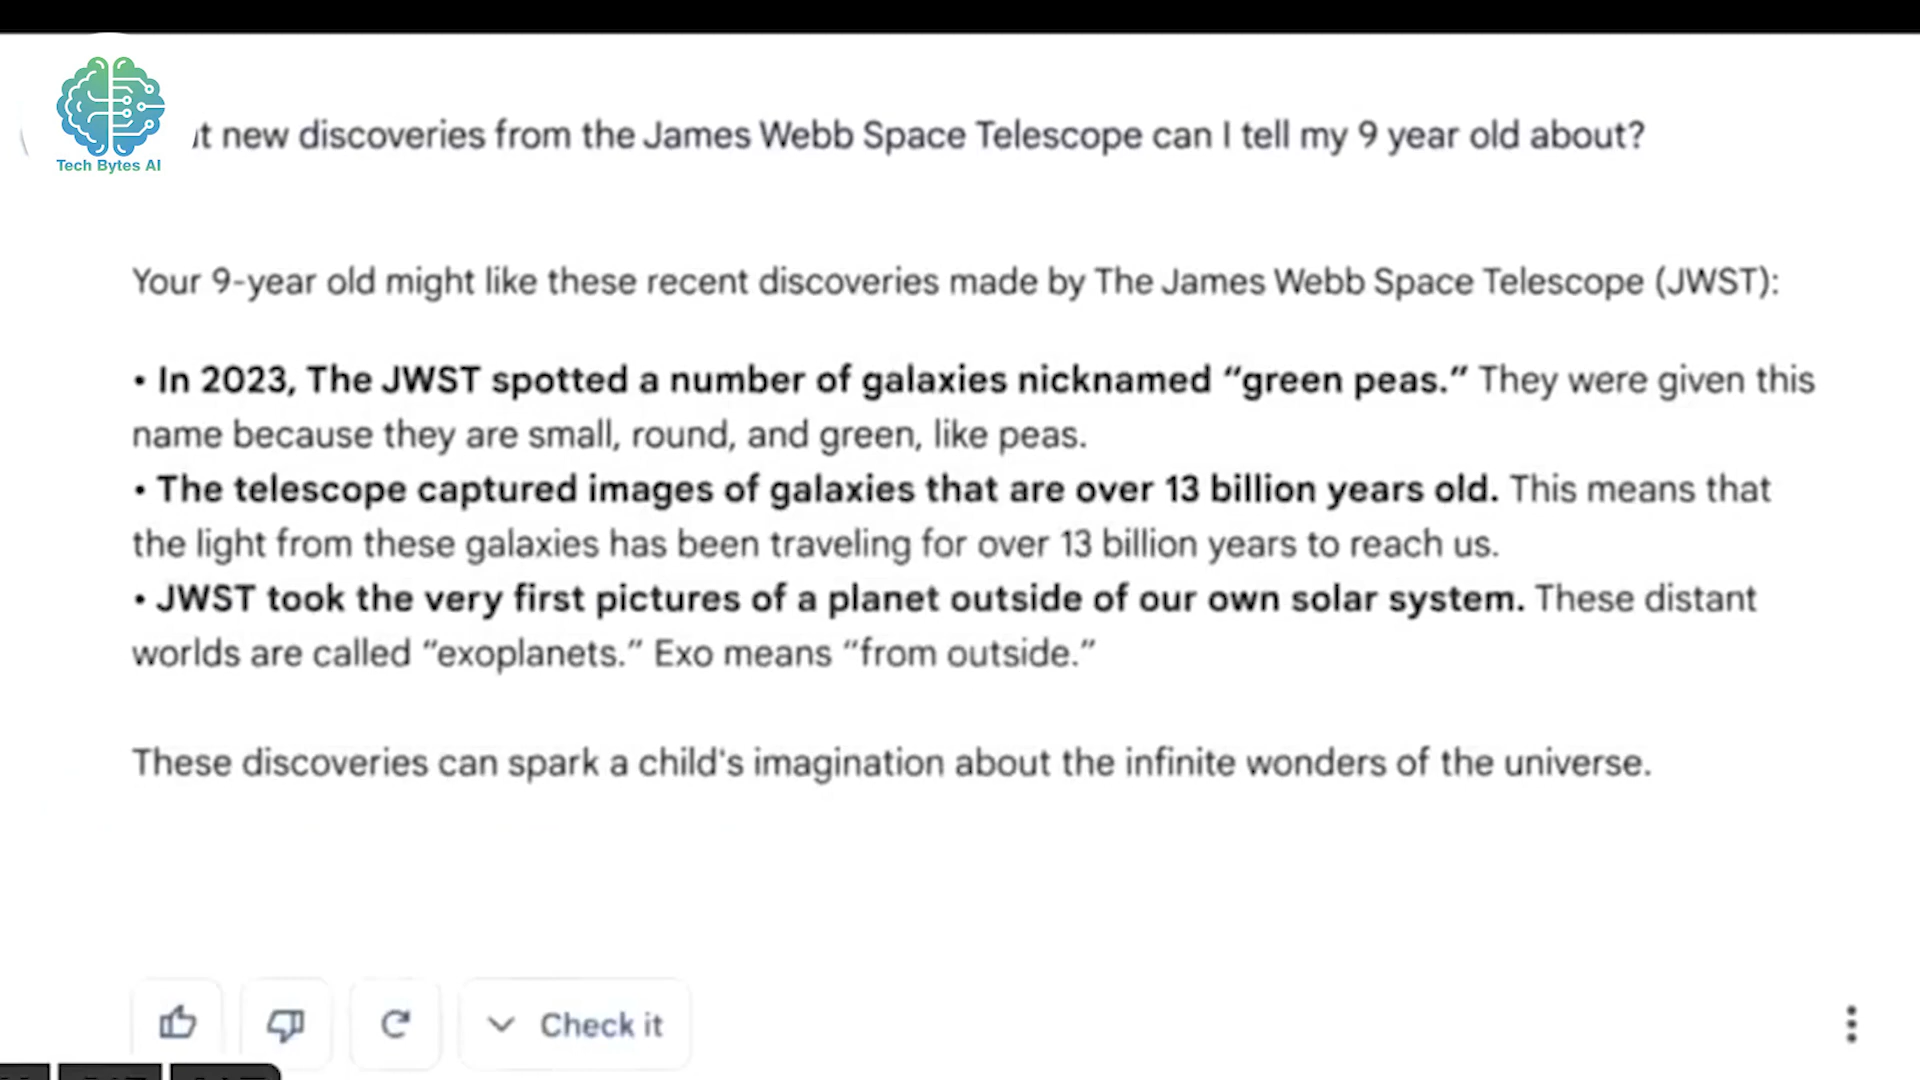 Tech Bytes AI
t new discoveries from the James Webb Space Telescope can I tell my 9 year old about?
Your 9-year old might like these recent discoveries made by The James Webb Space Telescope (JWST):
• In 2023, The JWST spotted a number of galaxies nicknamed “green peas.” They were given this
name because they are small, round, and green, like peas.
• The telescope captured images of galaxies that are over 13 billion years old. This means that
the light from these galaxies has been traveling for over 13 billion years to reach us.
• JWST took the very first pictures of a planet outside of our own solar system. These distant
worlds are called “exoplanets.” Exo means “from outside.”
These discoveries can spark a child's imagination about the infinite wonders of the universe.
Check it